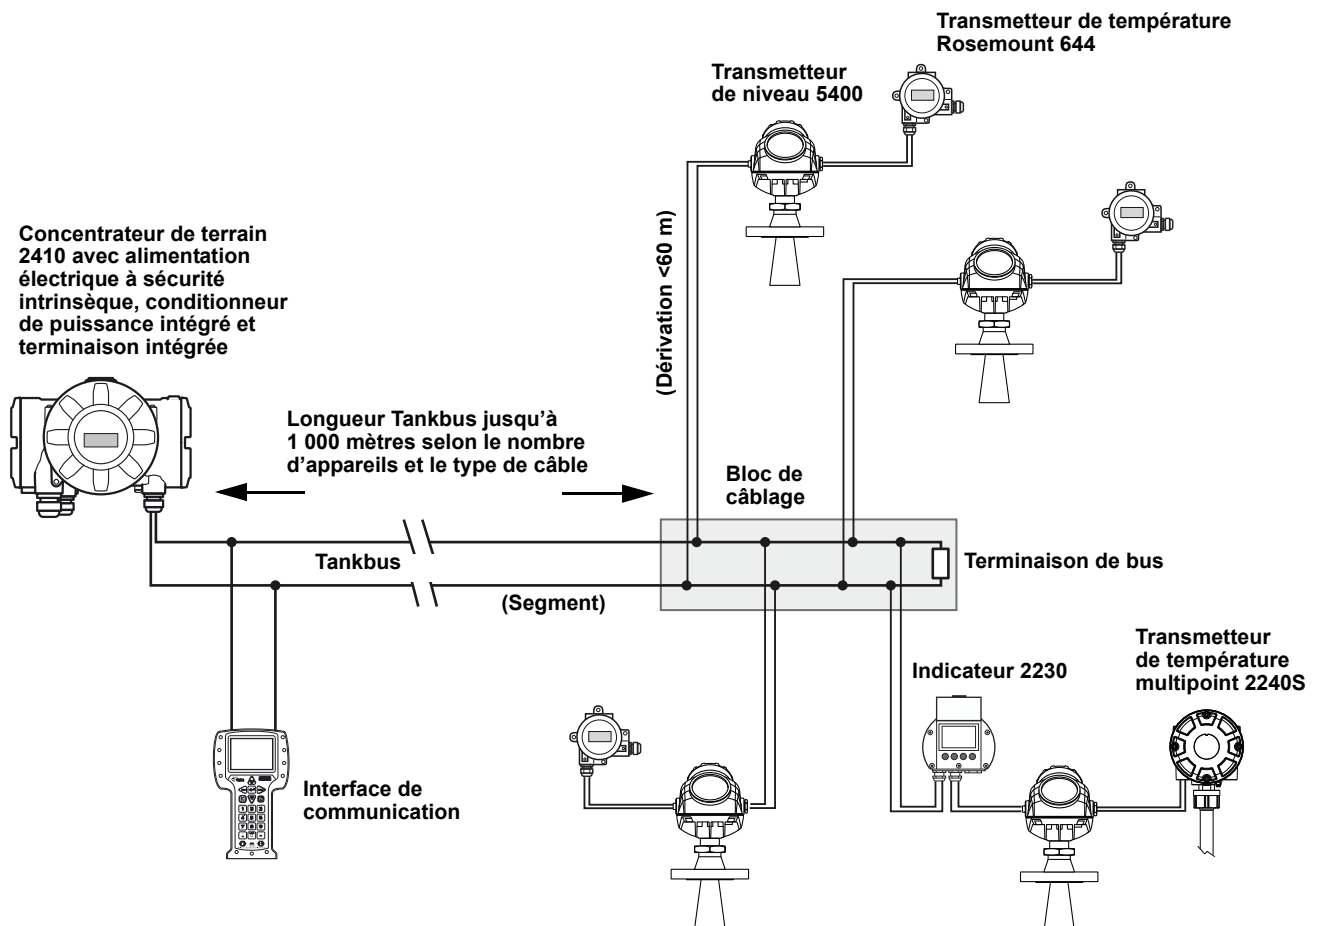 Transmetteur de température
Rosemount 644
Transmetteur
de niveau 5400
(Dérivation <60 m)
Concentrateur de terrain
2410 avec alimentation
électrique à sécurité
intrinsèque, conditionneur
de puissance intégré et
terminaison intégrée
Longueur Tankbus jusqu’à
1 000 mètres selon le nombre
d’appareils et le type de câble
Bloc de
câblage
Tankbus
Terminaison de bus
(Segment)
Transmetteur
de température
multipoint 2240S
Indicateur 2230
Interface de
communication